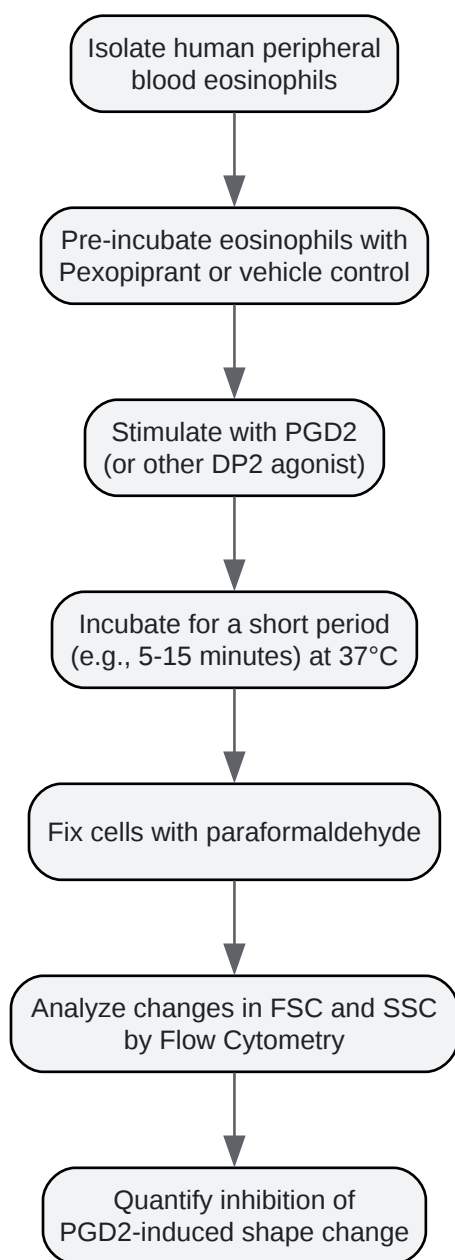 Isolate human peripheral
blood eosinophils
Pre-incubate eosinophils with
Pexopiprant or vehicle control
Stimulate with PGD2
(or other DP2 agonist)
Incubate for a short period
(e.g., 5-15 minutes) at 37°C
Fix cells with paraformaldehyde
Analyze changes in FSC and SSC
by Flow Cytometry
Quantify inhibition of
PGD2-induced shape change